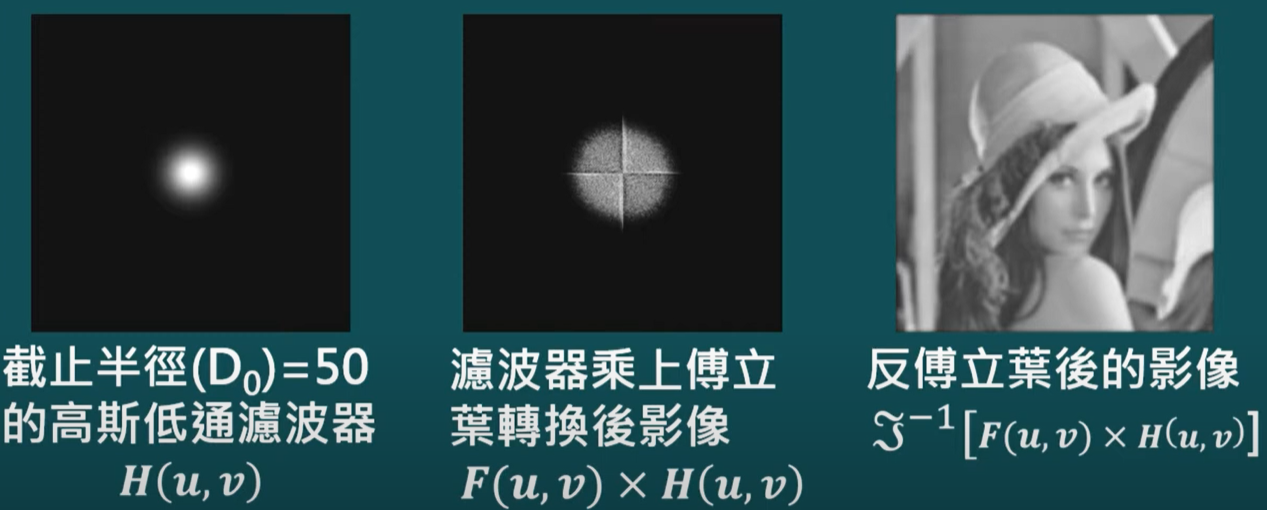 截止半徑(D₀)=50
的高斯低通濾波器
H(u,v)
濾波器乘上傅立
葉轉換後影像
F(u,v) × H(u,v)
反傅立葉後的影像
ℑ⁻¹[F(u,v) × H(u,v)]